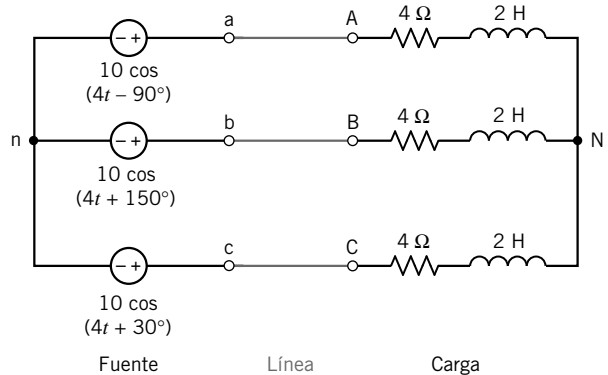 a A 4 Ω 2 H
10 cos
(4t – 90°)
n b B 4 Ω 2 H N
10 cos
(4t + 150°)
c C 4 Ω 2 H
10 cos
(4t + 30°)
Fuente Línea Carga